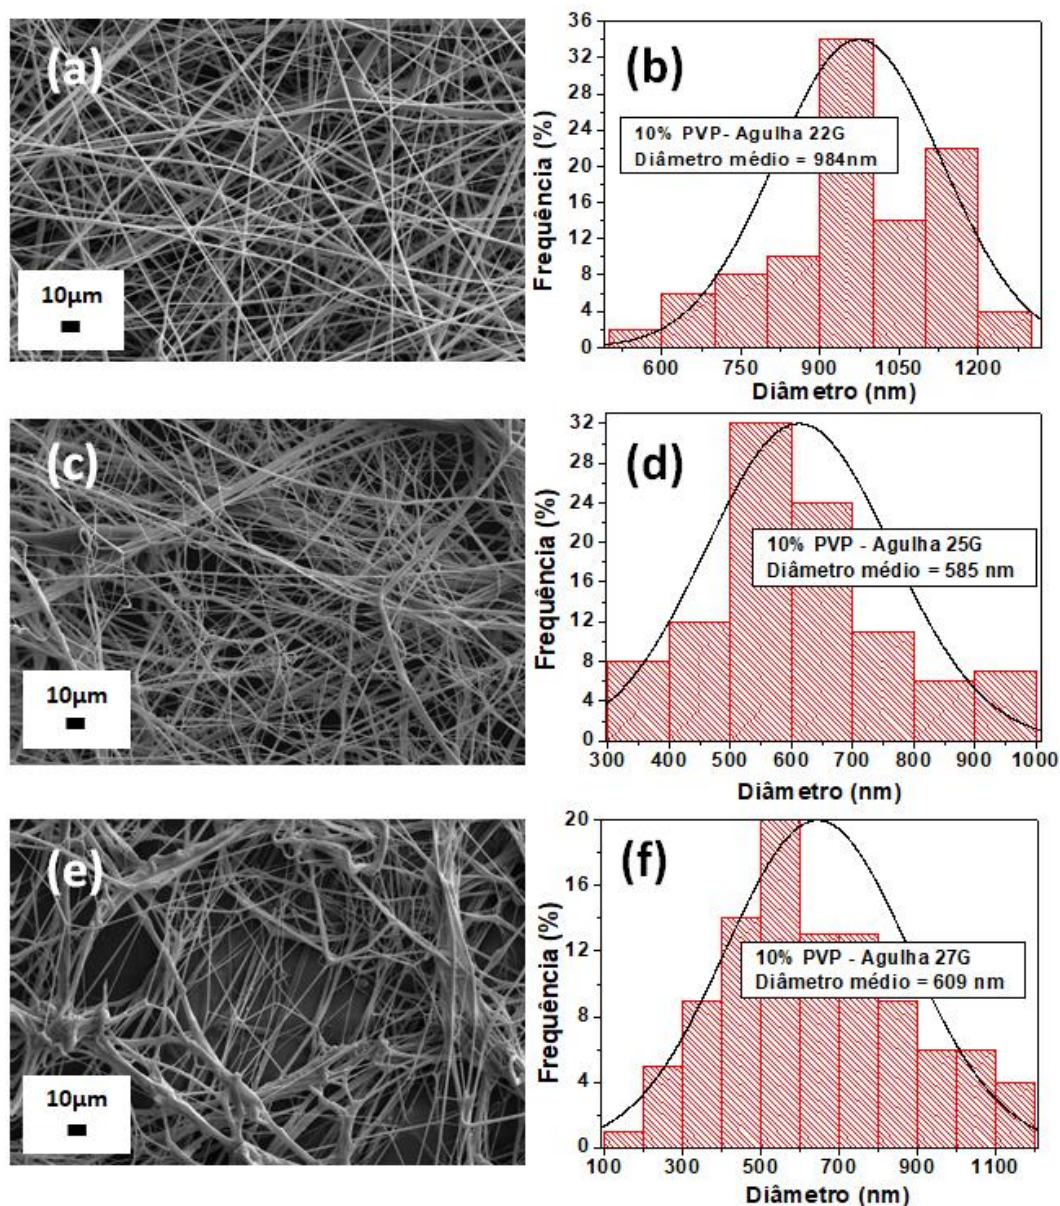 (a)
10µm
(b)
36
32
28
24
20
16
12
8
4
0
Frequência (%)
10% PVP- Agulha 22G
Diâmetro médio = 984nm
600 750 900 1050 1200
Diâmetro (nm)
(c)
10µm
(d)
32
28
24
20
16
12
8
4
0
Frequência (%)
10% PVP - Agulha 25G
Diâmetro médio = 585 nm
300 400 500 600 700 800 900 1000
Diâmetro (nm)
(e)
10µm
(f)
20
16
12
8
4
0
Frequência (%)
10% PVP - Agulha 27G
Diâmetro médio = 609 nm
100 300 500 700 900 1100
Diâmetro (nm)